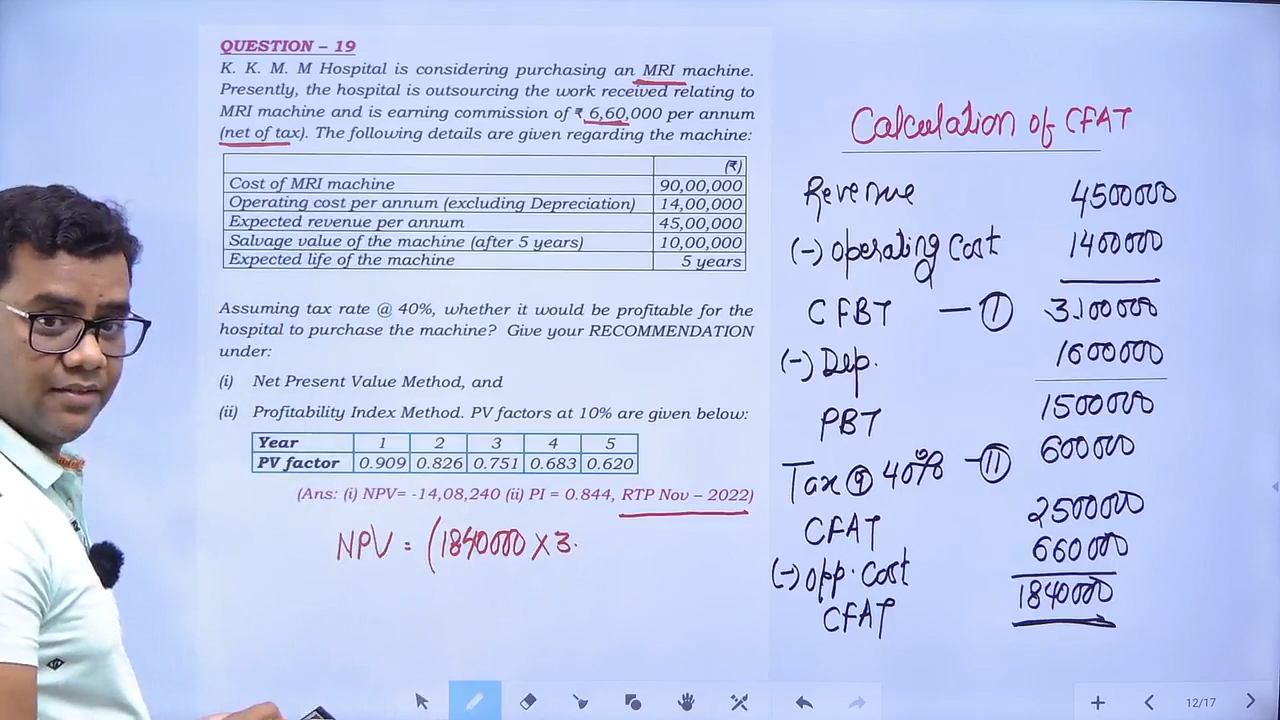 QUESTION – 19
K. K. M. M Hospital is considering purchasing an MRI machine.
Presently, the hospital is outsourcing the work received relating to
MRI machine and is earning commission of ₹ 6,60,000 per annum
(net of tax). The following details are given regarding the machine:
(₹)
Cost of MRI machine 90,00,000
Operating cost per annum (excluding Depreciation) 14,00,000
Expected revenue per annum 45,00,000
Salvage value of the machine (after 5 years) 10,00,000
Expected life of the machine 5 years
Assuming tax rate @ 40%, whether it would be profitable for the
hospital to purchase the machine? Give your RECOMMENDATION
under:
(i) Net Present Value Method, and
(ii) Profitability Index Method. PV factors at 10% are given below:
Year 1 2 3 4 5
PV factor 0.909 0.826 0.751 0.683 0.620
(Ans: (i) NPV= -14,08,240 (ii) PI = 0.844, RTP Nov – 2022)
NPV = (1840000 × 3.
Calculation of CFAT
Revenue 4500000
(-) Operating Cost 1400000
CFBT — I 3100000
(-) Dep. 1600000
PBT 1500000
Tax @ 40% - II 600000
CFAT 2500000
(-) Opp. Cost 660000
CFAT 1840000
12/17